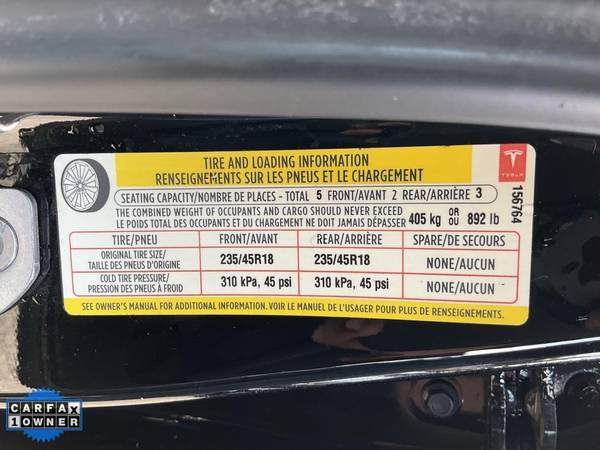 TIRE AND LOADING INFORMATION
RENSEIGNEMENTS SUR LES PNEUS ET LE CHARGEMENT
TESLA
SEATING CAPACITY/NOMBRE DE PLACES - TOTAL 5 FRONT/AVANT 2 REAR/ARRIÈRE 3
THE COMBINED WEIGHT OF OCCUPANTS AND CARGO SHOULD NEVER EXCEED
LE POIDS TOTAL DES OCCUPANTS ET DU CHARGEMENT NE DOIT JAMAIS DÉPASSER 405 kg OR OU 892 lb
156764
TIRE/PNEU FRONT/AVANT REAR/ARRIÈRE SPARE/DE SECOURS
ORIGINAL TIRE SIZE/
TAILLE DES PNEUS D'ORIGINE 235/45R18 235/45R18 NONE/AUCUN
COLD TIRE PRESSURE/
PRESSION DES PNEUS À FROID 310 kPa, 45 psi 310 kPa, 45 psi NONE/AUCUN
SEE OWNER'S MANUAL FOR ADDITIONAL INFORMATION. VOIR LE MANUEL DE L'USAGER POUR PLUS DE RENSEIGNEMENTS.
CARFAX
1 OWNER